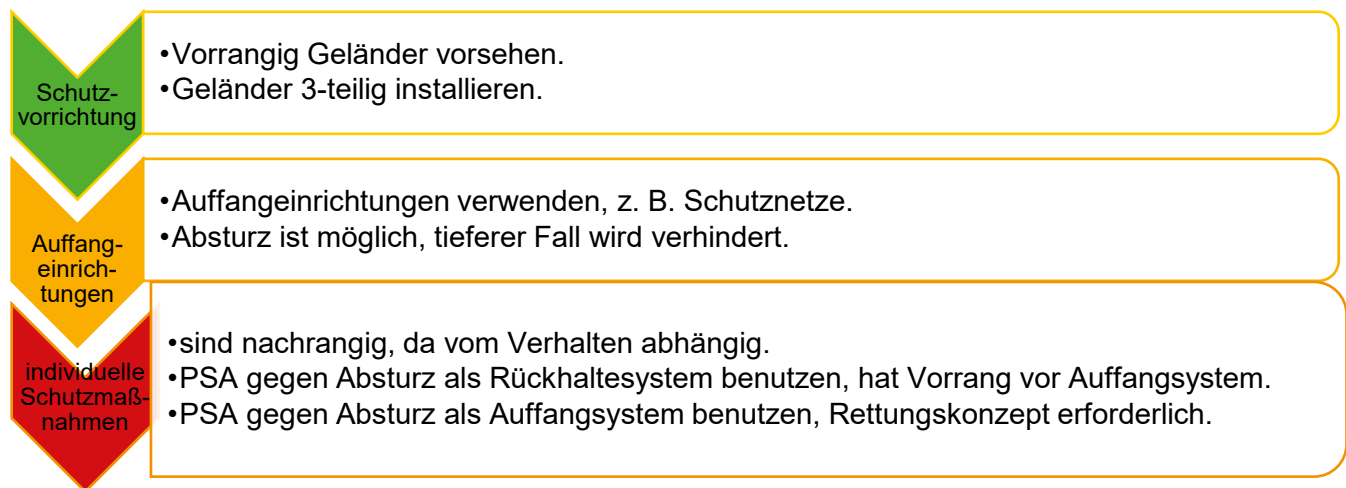 Schutz-
vorrichtung
•Vorrangig Geländer vorsehen.
•Geländer 3-teilig installieren.
Auffang-
einrich-
tungen
•Auffangeinrichtungen verwenden, z. B. Schutznetze.
•Absturz ist möglich, tieferer Fall wird verhindert.
individuelle
Schutzmaß-
nahmen
•sind nachrangig, da vom Verhalten abhängig.
•PSA gegen Absturz als Rückhaltesystem benutzen, hat Vorrang vor Auffangsystem.
•PSA gegen Absturz als Auffangsystem benutzen, Rettungskonzept erforderlich.